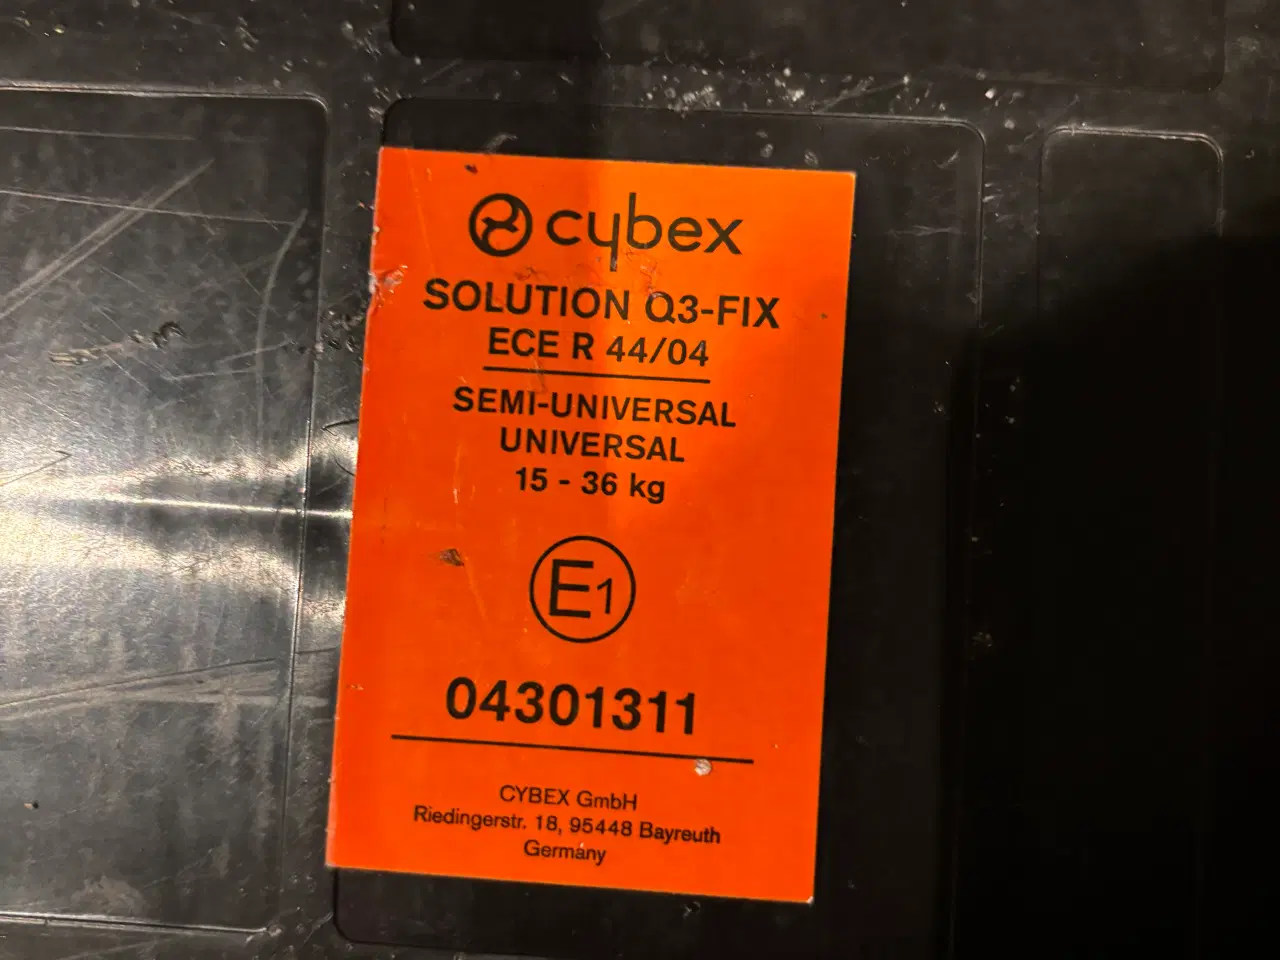 cybex
SOLUTION Q3-FIX
ECE R 44/04
SEMI-UNIVERSAL
UNIVERSAL
15 - 36 kg
E1
04301311
CYBEX GmbH
Riedingerstr. 18, 95448 Bayreuth
Germany